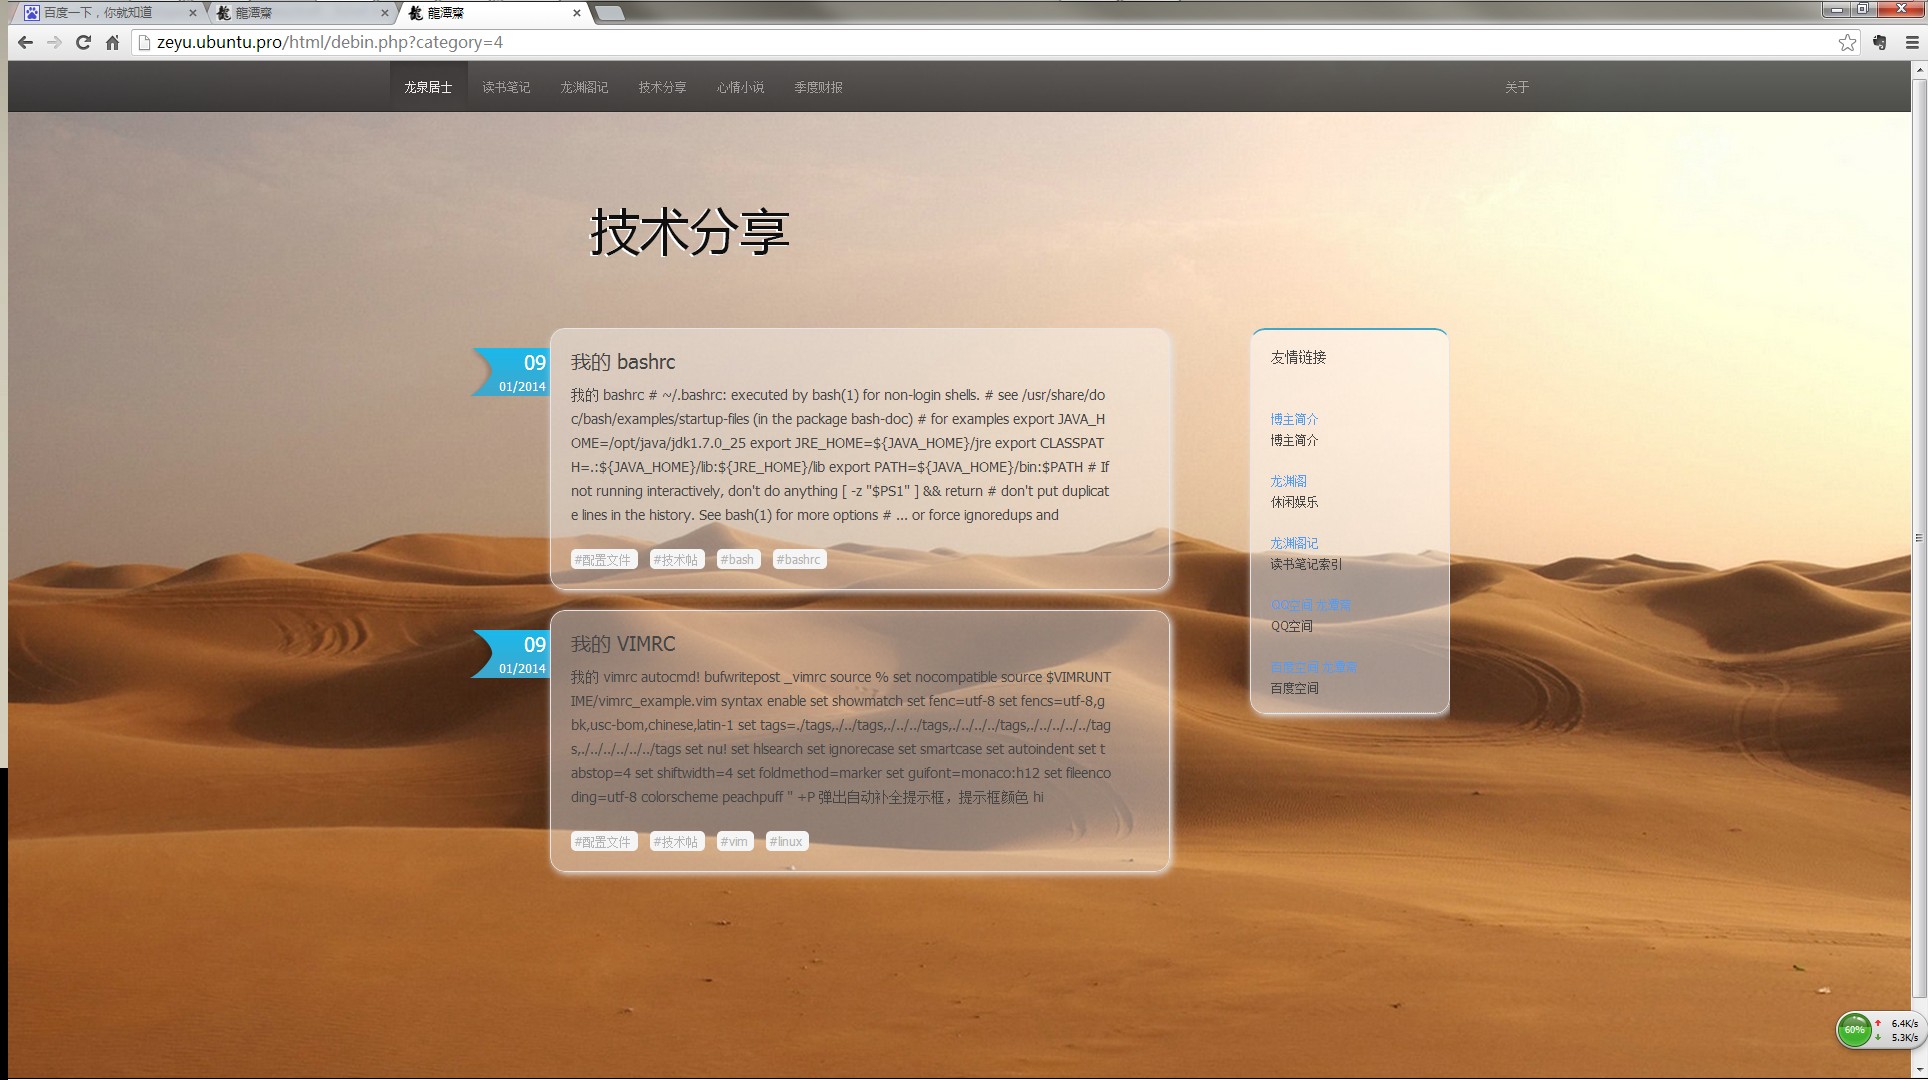 百度一下，你就知道
龍潭齋
龍潭齋
zeyu.ubuntu.pro/html/debin.php?category=4
龙泉居士
读书笔记
龙渊阁记
技术分享
心情小说
季度财报
关于
技术分享
09
01/2014
我的 bashrc
我的 bashrc # ~/.bashrc: executed by bash(1) for non-login shells. # see /usr/share/do
c/bash/examples/startup-files (in the package bash-doc) # for examples export JAVA_H
OME=/opt/java/jdk1.7.0_25 export JRE_HOME=${JAVA_HOME}/jre export CLASSPAT
H=.:${JAVA_HOME}/lib:${JRE_HOME}/lib export PATH=${JAVA_HOME}/bin:$PATH # If
not running interactively, don't do anything [ -z "$PS1" ] && return # don't put duplicat
e lines in the history. See bash(1) for more options # ... or force ignoredups and
#配置文件 #技术帖 #bash #bashrc
09
01/2014
我的 VIMRC
我的 vimrc autocmd! bufwritepost _vimrc source % set nocompatible source $VIMRUNT
IME/vimrc_example.vim syntax enable set showmatch set fenc=utf-8 set fencs=utf-8,g
bk,usc-bom,chinese,latin-1 set tags=./tags,./../tags,./../../tags,./../../../tags,./../../../../tag
s,./../../../../../tags set nu! set hlsearch set ignorecase set smartcase set autoindent set t
abstop=4 set shiftwidth=4 set foldmethod=marker set guifont=monaco:h12 set fileenco
ding=utf-8 colorscheme peachpuff " +P 弹出自动补全提示框，提示框颜色 hi
#配置文件 #技术帖 #vim #linux
友情链接
博主简介
博主简介
龙渊阁
休闲娱乐
龙渊阁记
读书笔记索引
QQ空间 龙潭斋
QQ空间
百度空间 龙潭斋
百度空间
60%
6.4K/s
5.3K/s